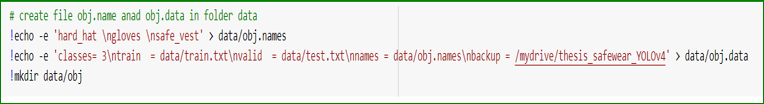 # create file obj.name anad obj.data in folder data
!echo -e 'hard_hat \ngloves \nsafe_vest' > data/obj.names
!echo -e 'classes= 3\ntrain  = data/train.txt\nvalid  = data/test.txt\nnames = data/obj.names\nbackup = /mydrive/thesis_safewear_YOLOv4' > data/obj.data
!mkdir data/obj